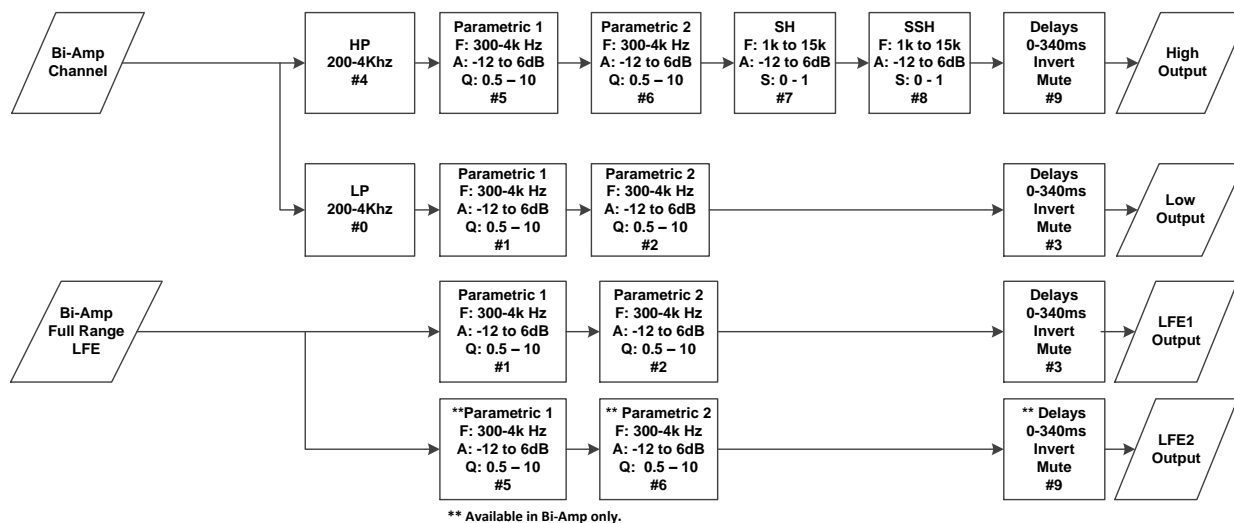 Bi-Amp
Channel
HP
200-4Khz
#4
Parametric 1
F: 300-4k Hz
A: -12 to 6dB
Q: 0.5 – 10
#5
Parametric 2
F: 300-4k Hz
A: -12 to 6dB
Q: 0.5 – 10
#6
SH
F: 1k to 15k
A: -12 to 6dB
S: 0 - 1
#7
SSH
F: 1k to 15k
A: -12 to 6dB
S: 0 - 1
#8
Delays
0-340ms
Invert
Mute
#9
High
Output
LP
200-4Khz
#0
Parametric 1
F: 300-4k Hz
A: -12 to 6dB
Q: 0.5 – 10
#1
Parametric 2
F: 300-4k Hz
A: -12 to 6dB
Q: 0.5 – 10
#2
Delays
0-340ms
Invert
Mute
#3
Low
Output
Bi-Amp
Full Range
LFE
Parametric 1
F: 300-4k Hz
A: -12 to 6dB
Q: 0.5 – 10
#1
Parametric 2
F: 300-4k Hz
A: -12 to 6dB
Q: 0.5 – 10
#2
Delays
0-340ms
Invert
Mute
#3
LFE1
Output
**Parametric 1
F: 300-4k Hz
A: -12 to 6dB
Q: 0.5 – 10
#5
** Parametric 2
F: 300-4k Hz
A: -12 to 6dB
Q: 0.5 – 10
#6
** Delays
0-340ms
Invert
Mute
#9
LFE2
Output
** Available in Bi-Amp only.